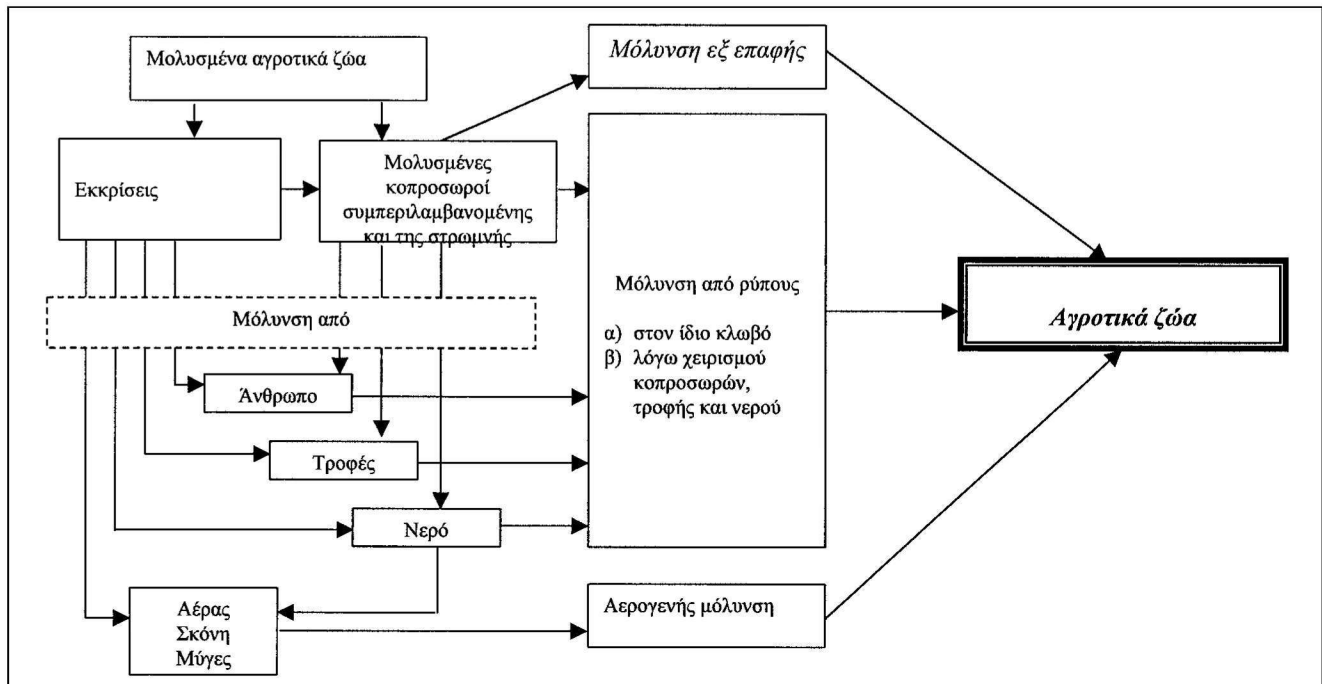 Μολυσμένα αγροτικά ζώα
Μόλυνση εξ επαφής
Εκκρίσεις
Μολυσμένες
κοπροσωροί
συμπεριλαμβανομένης
και της στρωμνής
Μόλυνση από ρύπους
α) στον ίδιο κλωβό
β) λόγω χειρισμού
κοπροσωρών,
τροφής και νερού
Αγροτικά ζώα
Μόλυνση από
Άνθρωπο
Τροφές
Νερό
Αέρας
Σκόνη
Μύγες
Αερογενής μόλυνση